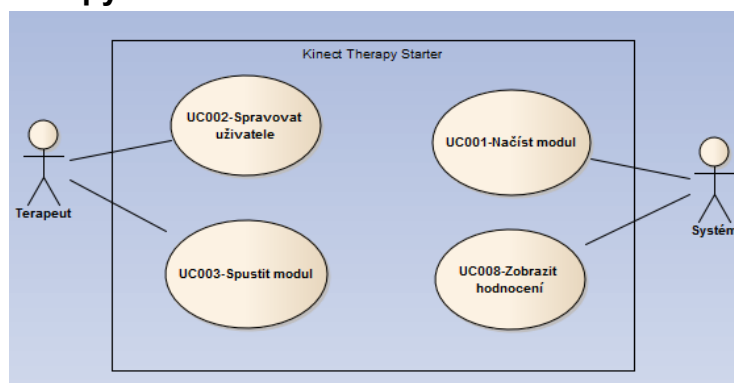 Kinect Therapy Starter
UC002-Spravovat
uživatele
UC001-Načíst modul
Terapeut
Systém
UC003-Spustit modul
UC008-Zobrazit
hodnocení